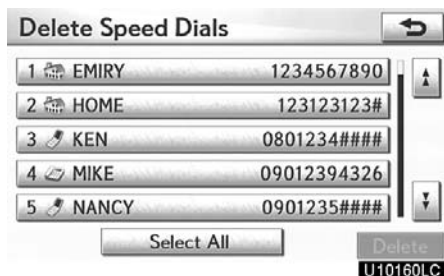 Delete Speed Dials
1 EMIRY 1234567890
2 HOME 123123123#
3 KEN 0801234####
4 MIKE 09012394326
5 NANCY 0901235####
Select All
Delete
U10160LC